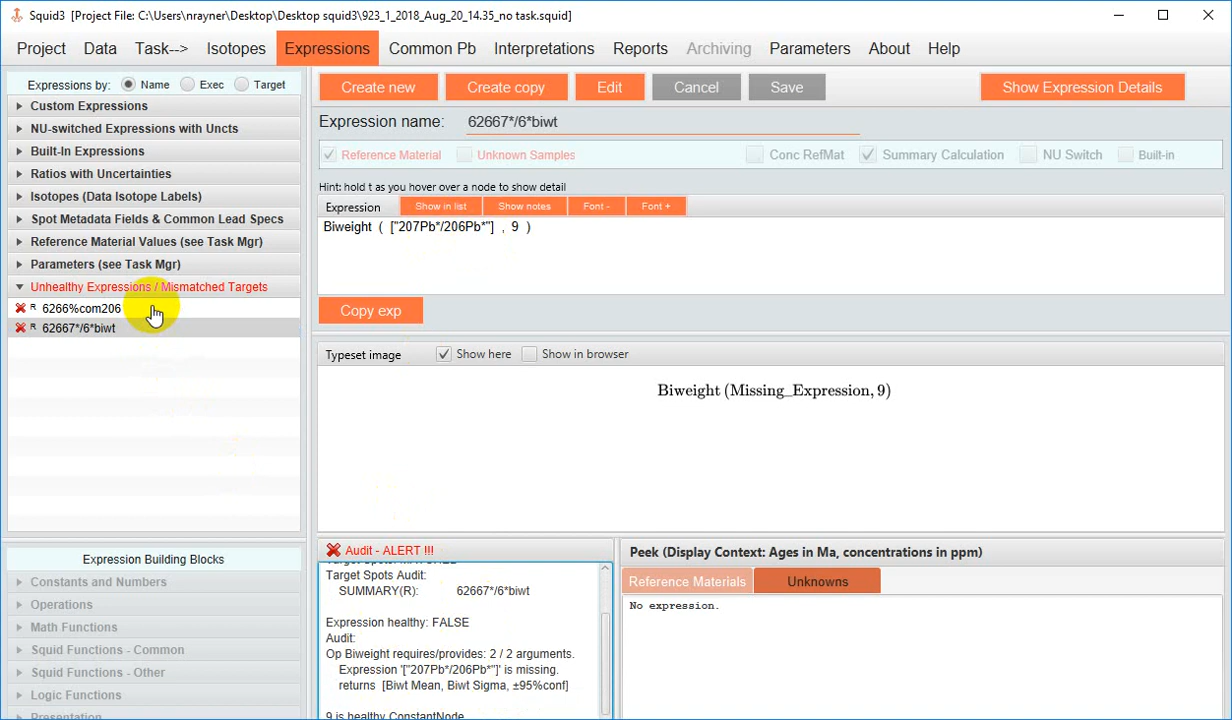 Squid3 [Project File: C:\Users\nrayner\Desktop\Desktop squid3\923_1_2018_Aug_20_14.35_no task.squid]
Project Data Task--> Isotopes Expressions Common Pb Interpretations Reports Archiving Parameters About Help
Expressions by: Name Exec Target
Custom Expressions
NU-switched Expressions with Uncts
Built-In Expressions
Ratios with Uncertainties
Isotopes (Data Isotope Labels)
Spot Metadata Fields & Common Lead Specs
Reference Material Values (see Task Mgr)
Parameters (see Task Mgr)
Unhealthy Expressions / Mismatched Targets
R 6266%com206
R 62667*/6*biwt
Expression Building Blocks
Constants and Numbers
Operations
Math Functions
Squid Functions - Common
Squid Functions - Other
Logic Functions
Presentation
Create new Create copy Edit Cancel Save Show Expression Details
Expression name: 62667*/6*biwt
Reference Material Unknown Samples Conc RefMat Summary Calculation NU Switch Built-in
Hint: hold t as you hover over a node to show detail
Expression Show in list Show notes Font - Font +
Biweight ( ["207Pb*/206Pb*"] , 9 )
Copy exp
Typeset image Show here Show in browser
Biweight (Missing_Expression, 9)
Audit - ALERT !!!
Target Spots Audit:
SUMMARY(R): 62667*/6*biwt
Expression healthy: FALSE
Audit:
Op Biweight requires/provides: 2 / 2 arguments.
Expression '["207Pb*/206Pb*"]' is missing.
returns [Biwt Mean, Biwt Sigma, ±95%conf]
9 is healthy ConstantNode
Peek (Display Context: Ages in Ma, concentrations in ppm)
Reference Materials Unknowns
No expression.